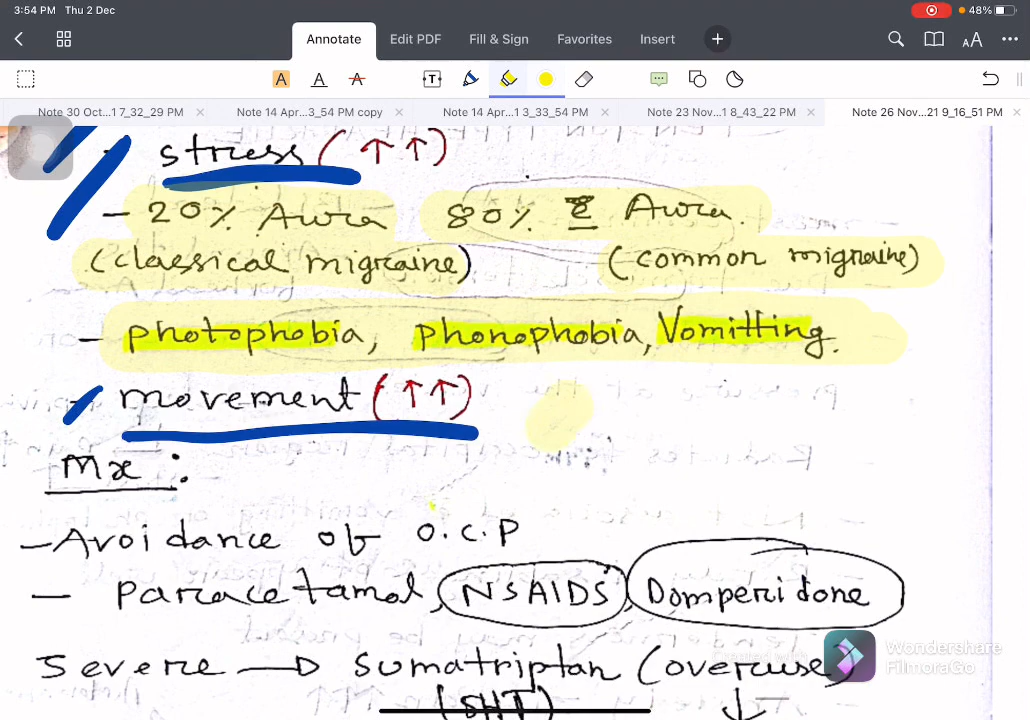 3:54 PM Thu 2 Dec
48%
Annotate Edit PDF Fill & Sign Favorites Insert
Note 30 Oct...1 7_32_29 PM Note 14 Apr...3_54 PM copy Note 14 Apr...1 3_33_54 PM Note 23 Nov...1 8_43_22 PM Note 26 Nov...21 9_16_51 PM
- stress (↑↑)
- 20% Aura 80% Aura.
(classical migraine) (common migraine)
- photophobia, phonophobia, Vomitting.
- movement (↑↑)
Mx :
- Avoidance of O.C.P
- Paracetamol, NSAIDS, Domperidone
Severe → Sumatriptan (overuse)
(5HT) ↓
Wondershare
FilmoraGo